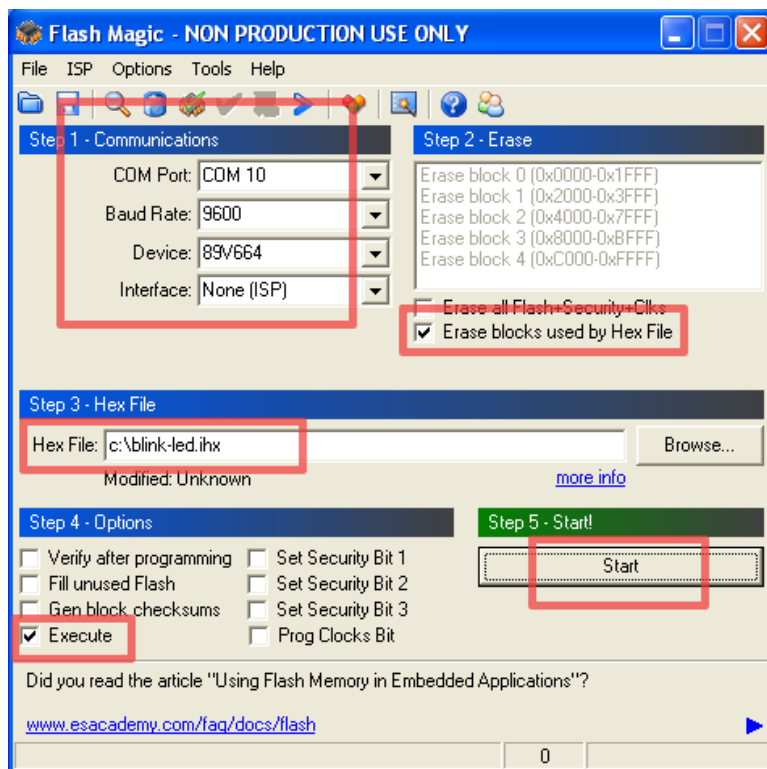 Flash Magic - NON PRODUCTION USE ONLY
File ISP Options Tools Help
Step 1 - Communications
COM Port: COM 10
Baud Rate: 9600
Device: 89V664
Interface: None (ISP)
Step 2 - Erase
Erase block 0 (0x0000-0x1FFF)
Erase block 1 (0x2000-0x3FFF)
Erase block 2 (0x4000-0x7FFF)
Erase block 3 (0x8000-0xBFFF)
Erase block 4 (0xC000-0xFFFF)
Erase all Flash+Security+Clks
Erase blocks used by Hex File
Step 3 - Hex File
Hex File: c:\blink-led.ihx Browse...
Modified: Unknown more info
Step 4 - Options
Verify after programming Set Security Bit 1
Fill unused Flash Set Security Bit 2
Gen block checksums Set Security Bit 3
Execute Prog Clocks Bit
Step 5 - Start!
Start
Did you read the article "Using Flash Memory in Embedded Applications"?
www.esacademy.com/faq/docs/flash
0